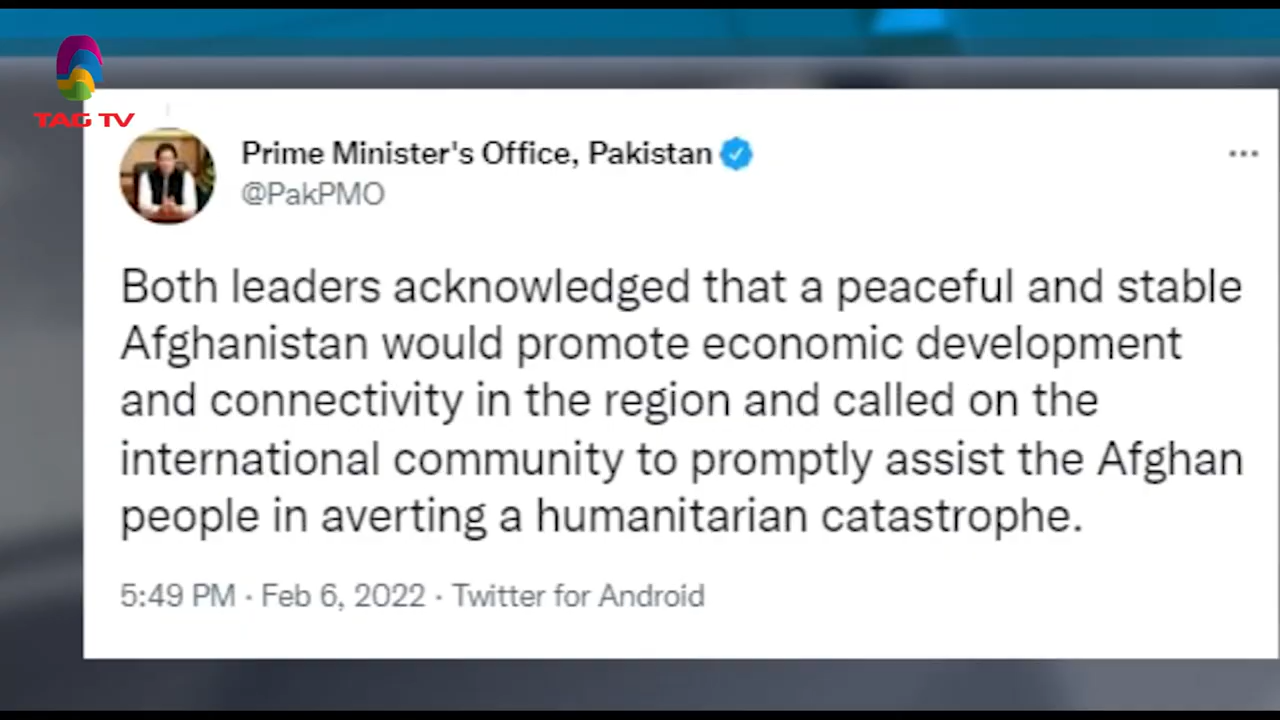 TAG TV
Prime Minister's Office, Pakistan
@PakPMO
Both leaders acknowledged that a peaceful and stable
Afghanistan would promote economic development
and connectivity in the region and called on the
international community to promptly assist the Afghan
people in averting a humanitarian catastrophe.
5:49 PM · Feb 6, 2022 · Twitter for Android